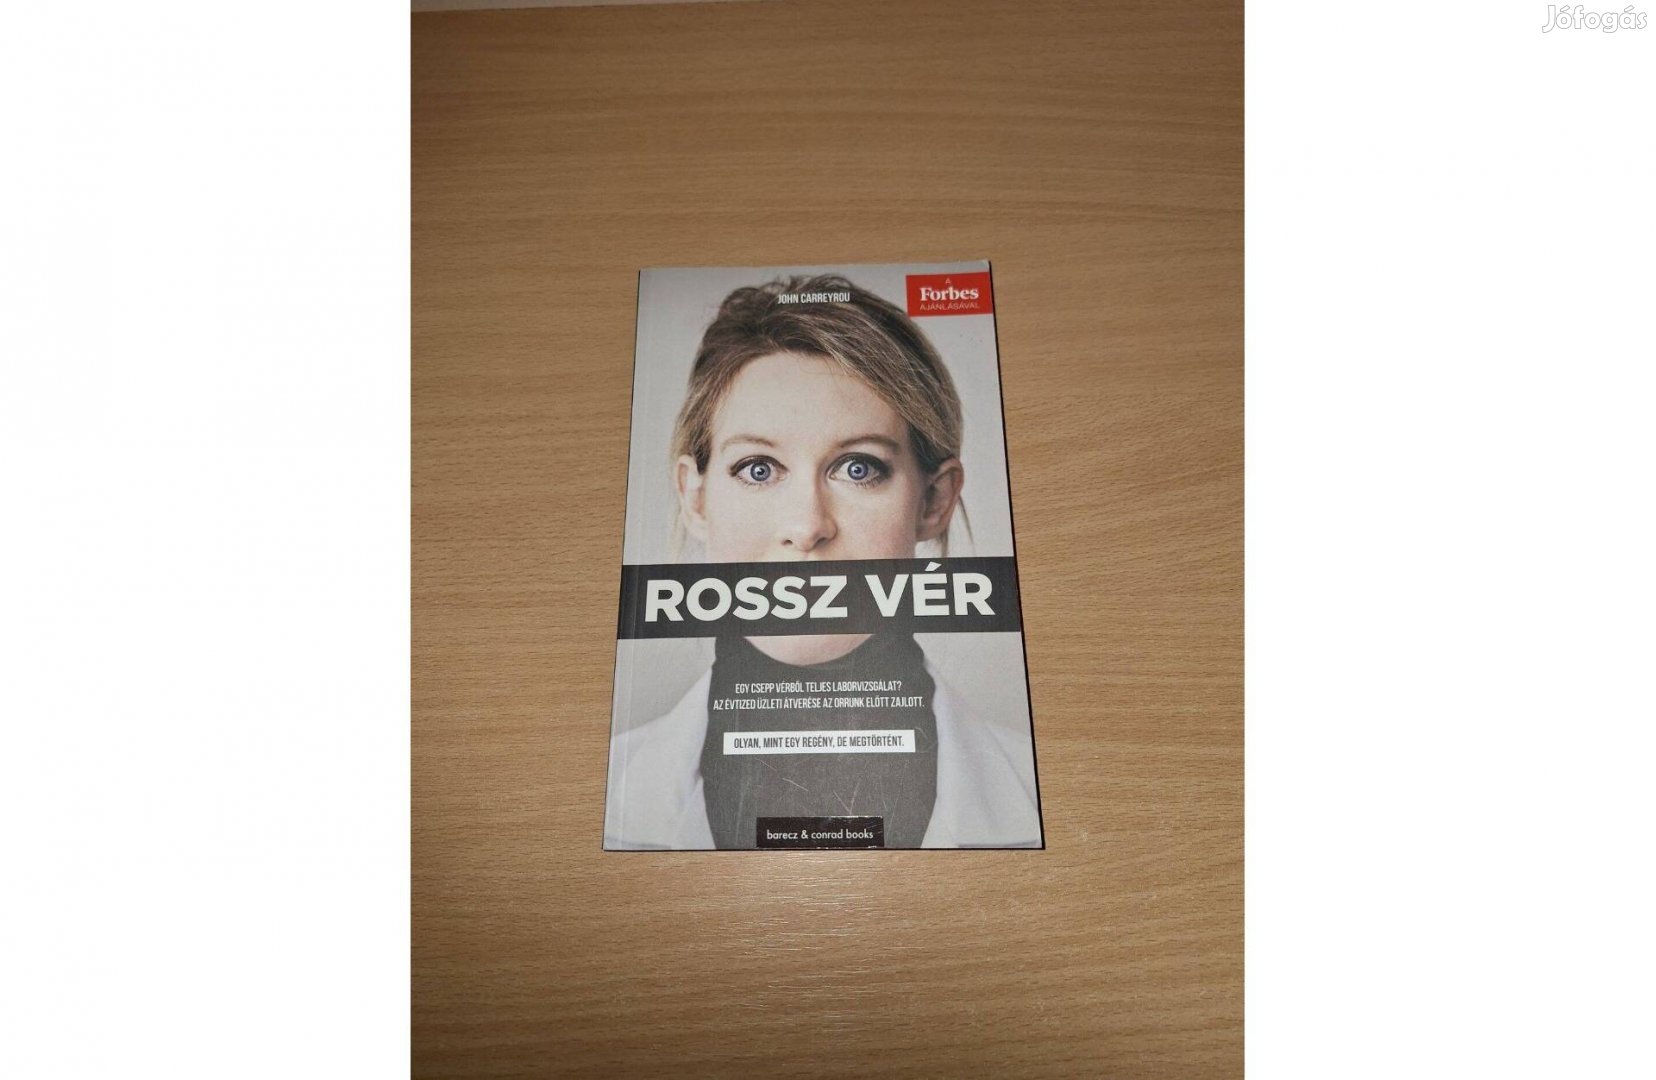 Jófogás
JOHN CARREYROU
A
Forbes
AJÁNLÁSÁVAL
ROSSZ VÉR
EGY CSEPP VÉRBŐL TELJES LABORVIZSGÁLAT?
AZ ÉVTIZED ÜZLETI ÁTVERÉSE AZ ORRUNK ELŐTT ZAJLOTT.
OLYAN, MINT EGY REGÉNY, DE MEGTÖRTÉNT.
barecz & conrad books